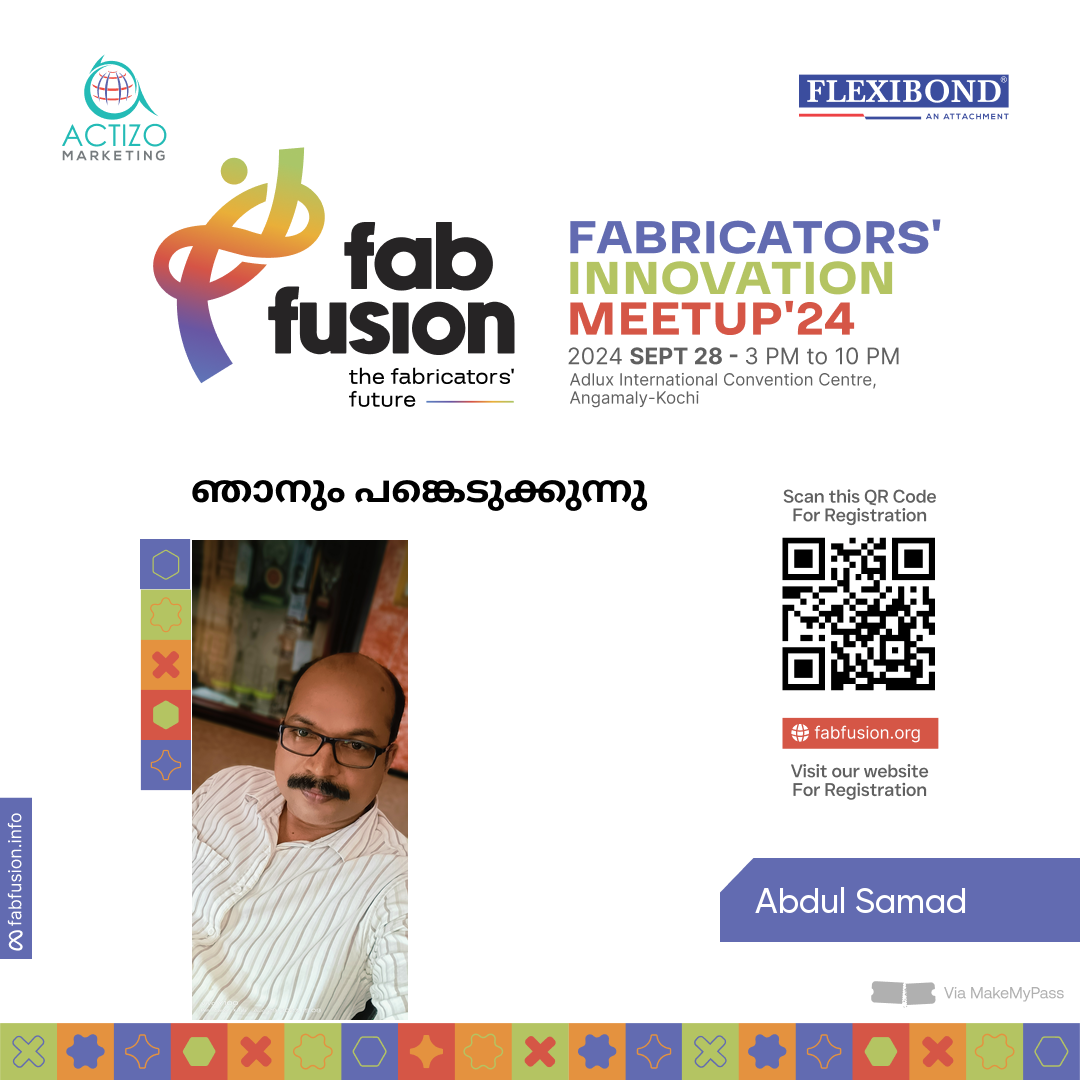 ACTIZO
MARKETING
FLEXIBOND®
AN ATTACHMENT
fab
fusion
the fabricators'
future
FABRICATORS'
INNOVATION
MEETUP'24
2024 SEPT 28 - 3 PM to 10 PM
Adlux International Convention Centre,
Angamaly-Kochi
ഞാനും പങ്കെടുക്കുന്നു
Scan this QR Code
For Registration
fabfusion.org
Visit our website
For Registration
fabfusion.info
Abdul Samad
Via MakeMyPass